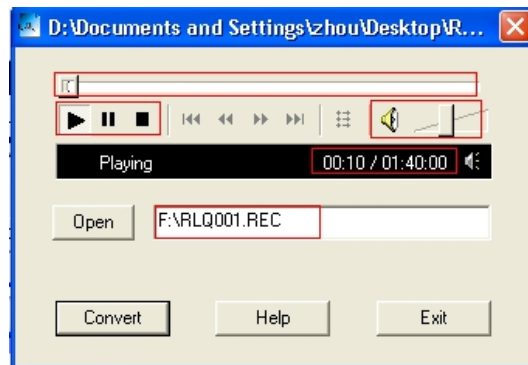 D:\Documents and Settings\zhou\Desktop\R...
Playing
00:10 / 01:40:00
Open
F:\RLQ001.REC
Convert
Help
Exit